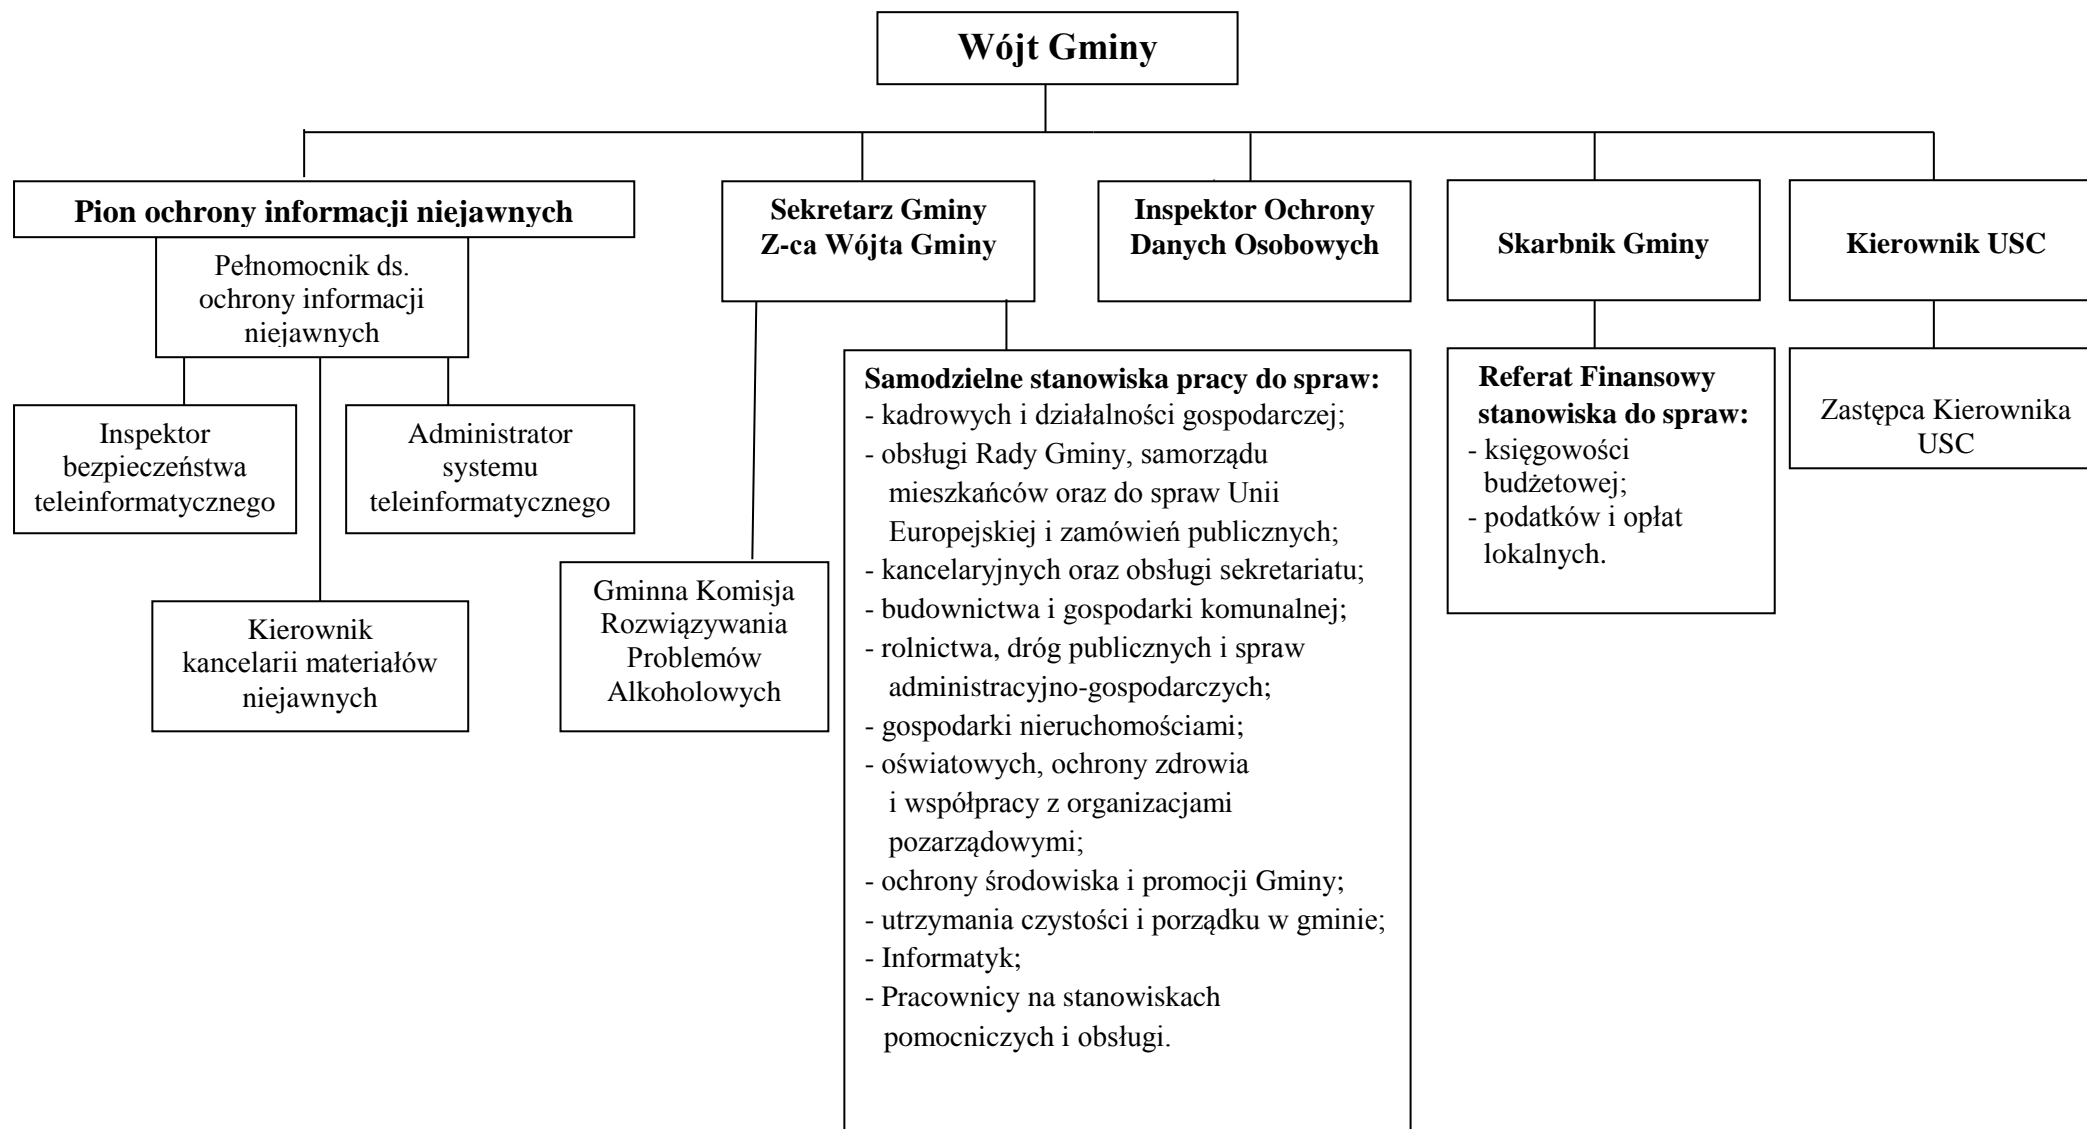 Wójt Gminy
Pion ochrony informacji niejawnych
Pełnomocnik ds.
ochrony informacji
niejawnych
Inspektor
bezpieczeństwa
teleinformatycznego
Administrator
systemu
teleinformatycznego
Kierownik
kancelarii materiałów
niejawnych
Sekretarz Gminy
Z-ca Wójta Gminy
Gminna Komisja
Rozwiązywania
Problemów
Alkoholowych
Samodzielne stanowiska pracy do spraw:
- kadrowych i działalności gospodarczej;
- obsługi Rady Gminy, samorządu
mieszkańców oraz do spraw Unii
Europejskiej i zamówień publicznych;
- kancelaryjnych oraz obsługi sekretariatu;
- budownictwa i gospodarki komunalnej;
- rolnictwa, dróg publicznych i spraw
administracyjno-gospodarczych;
- gospodarki nieruchomościami;
- oświatowych, ochrony zdrowia
i współpracy z organizacjami
pozarządowymi;
- ochrony środowiska i promocji Gminy;
- utrzymania czystości i porządku w gminie;
- Informatyk;
- Pracownicy na stanowiskach
pomocniczych i obsługi.
Inspektor Ochrony
Danych Osobowych
Skarbnik Gminy
Referat Finansowy
stanowiska do spraw:
- księgowości
budżetowej;
- podatków i opłat
lokalnych.
Kierownik USC
Zastępca Kierownika
USC